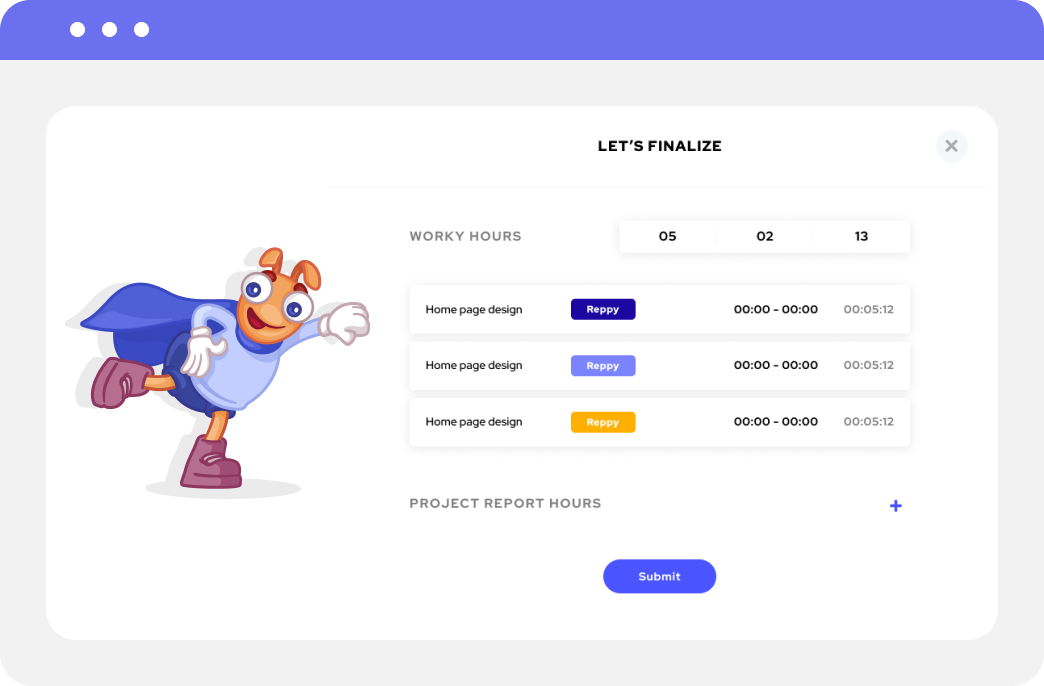 LET'S FINALIZE
WORKY HOURS 05 02 13
Home page design Reppy 00:00 - 00:00 00:05:12
Home page design Reppy 00:00 - 00:00 00:05:12
Home page design Reppy 00:00 - 00:00 00:05:12
PROJECT REPORT HOURS +
Submit